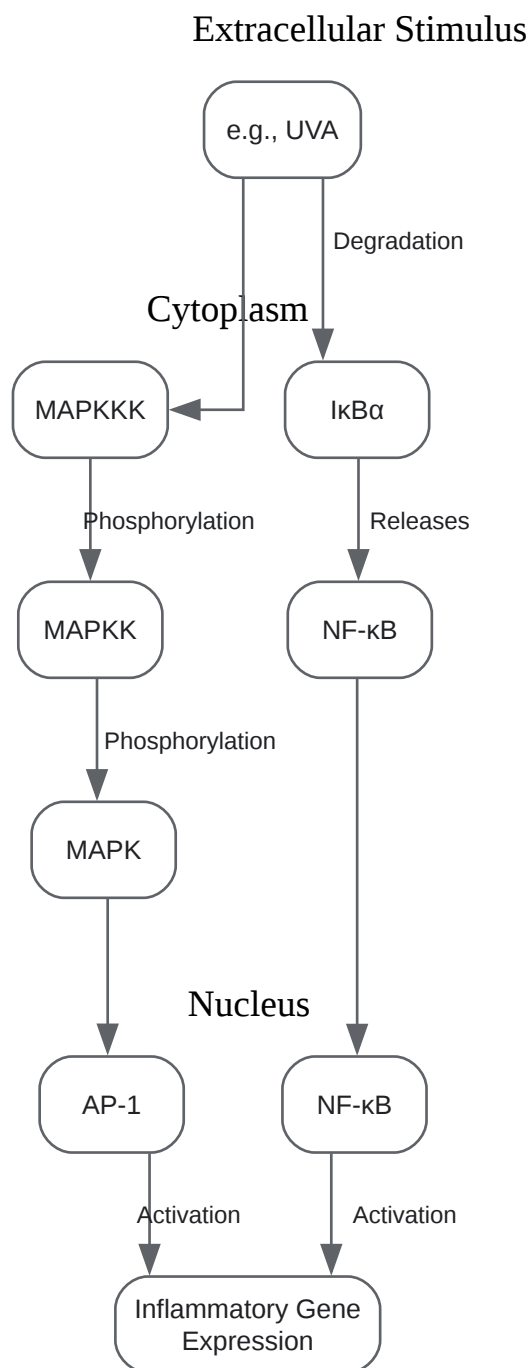 Extracellular Stimulus
e.g., UVA
Degradation
Cytoplasm
MAPKKK
IκBα
Phosphorylation
Releases
MAPKK
NF-κB
Phosphorylation
MAPK
Nucleus
AP-1
NF-κB
Activation
Activation
Inflammatory Gene
Expression